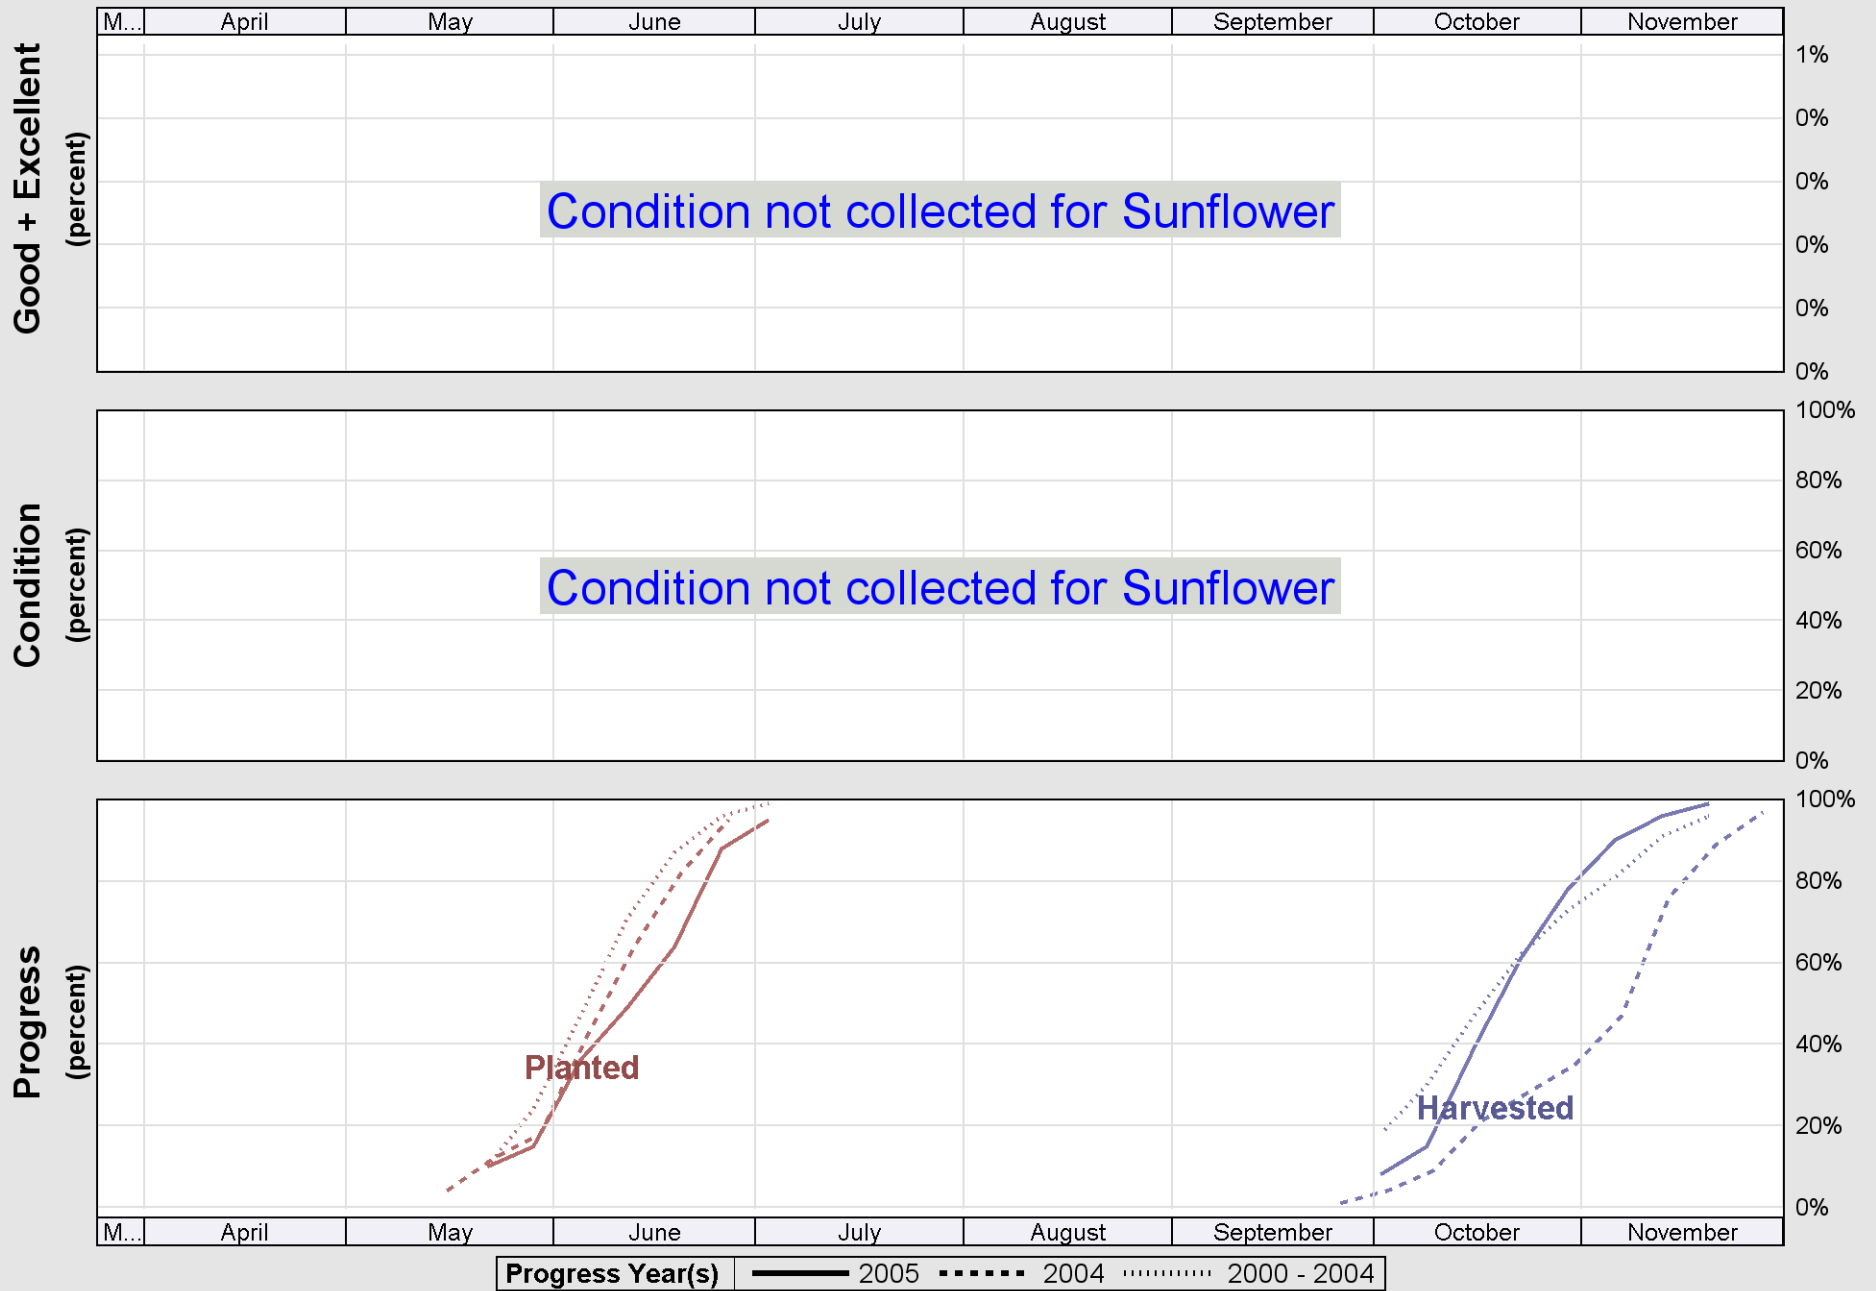 M... April May June July August September October November
Good + Excellent
(percent)
1%
0%
0%
0%
0%
0%
Condition not collected for Sunflower
Condition
(percent)
100%
80%
60%
40%
20%
0%
Condition not collected for Sunflower
Progress
(percent)
100%
80%
60%
40%
20%
0%
Planted
Harvested
M... April May June July August September October November
Progress Year(s) 2005 2004 2000 - 2004